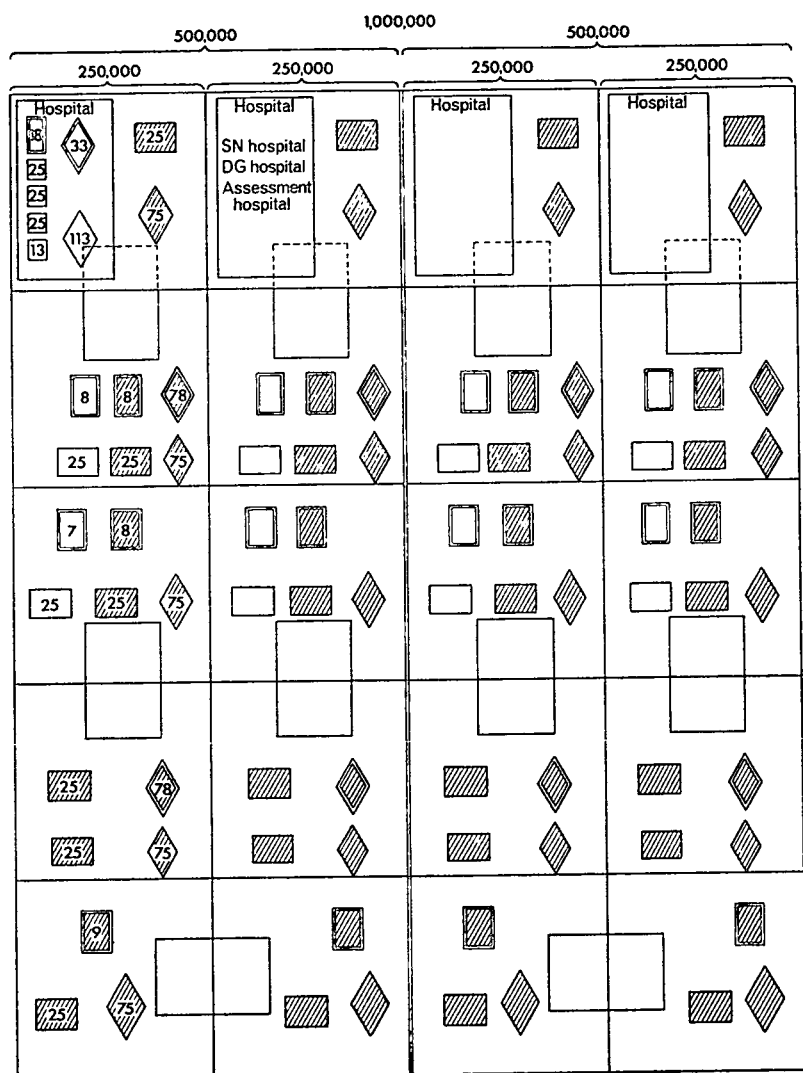 1,000,000
500,000 500,000
250,000 250,000 250,000 250,000
Hospital Hospital Hospital Hospital
33 25
25
SN hospital
DG hospital
25
Assessment
hospital
75
25
113
13
8 8 78
25 25 75
7 8
25 25 75
25 78
25 75
9
25 75